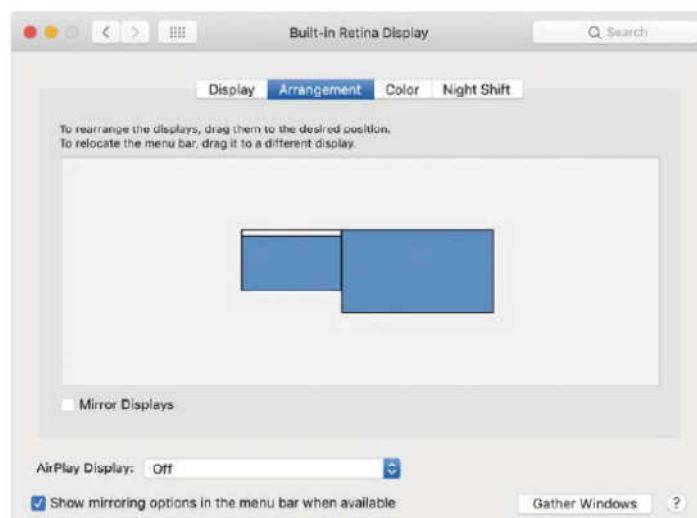 Built-in Retina Display
Search
Display Arrangement Color Night Shift
To rearrange the displays, drag them to the desired position.
To relocate the menu bar, drag it to a different display.
Mirror Displays
AirPlay Display: Off
Show mirroring options in the menu bar when available
Gather Windows ?